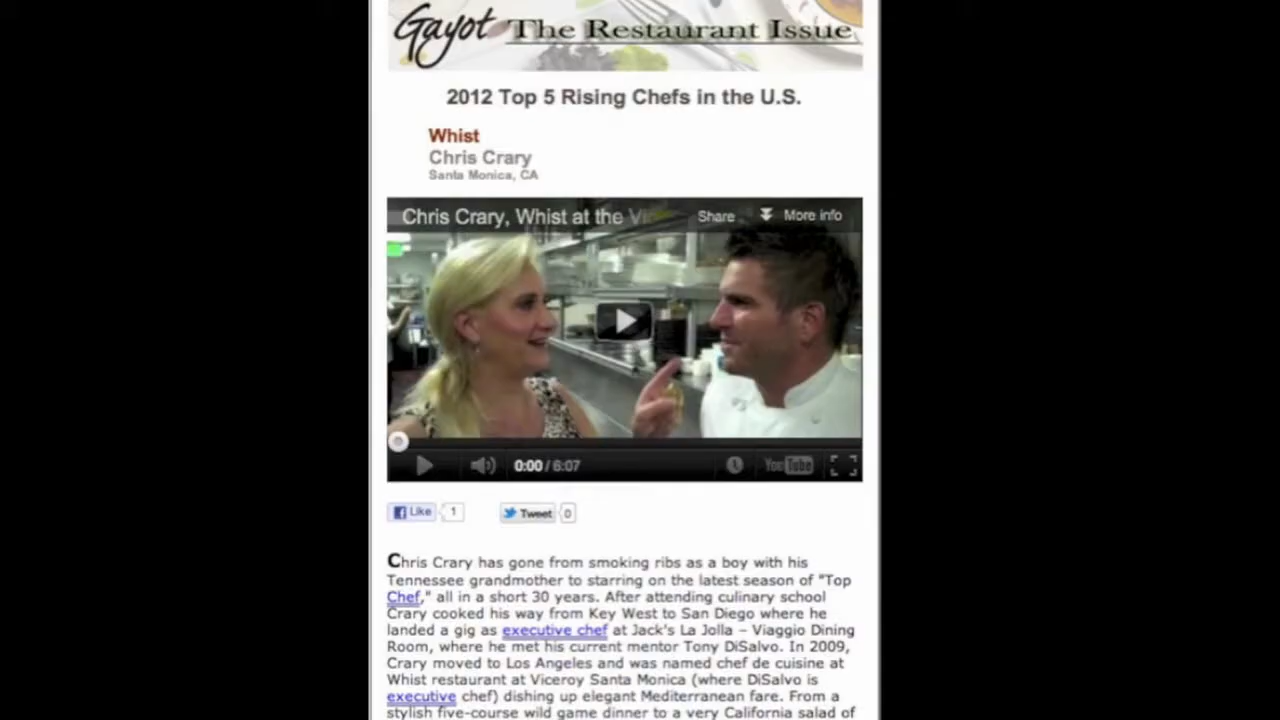 Gayot The Restaurant Issue
2012 Top 5 Rising Chefs in the U.S.
Whist
Chris Crary
Santa Monica, CA
Chris Crary, Whist at the Vi
Share
More info
0:00 / 6:07
YouTube
Like 1
Tweet 0
Chris Crary has gone from smoking ribs as a boy with his
Tennessee grandmother to starring on the latest season of "Top
Chef," all in a short 30 years. After attending culinary school
Crary cooked his way from Key West to San Diego where he
landed a gig as executive chef at Jack's La Jolla – Viaggio Dining
Room, where he met his current mentor Tony DiSalvo. In 2009,
Crary moved to Los Angeles and was named chef de cuisine at
Whist restaurant at Viceroy Santa Monica (where DiSalvo is
executive chef) dishing up elegant Mediterranean fare. From a
stylish five-course wild game dinner to a very California salad of